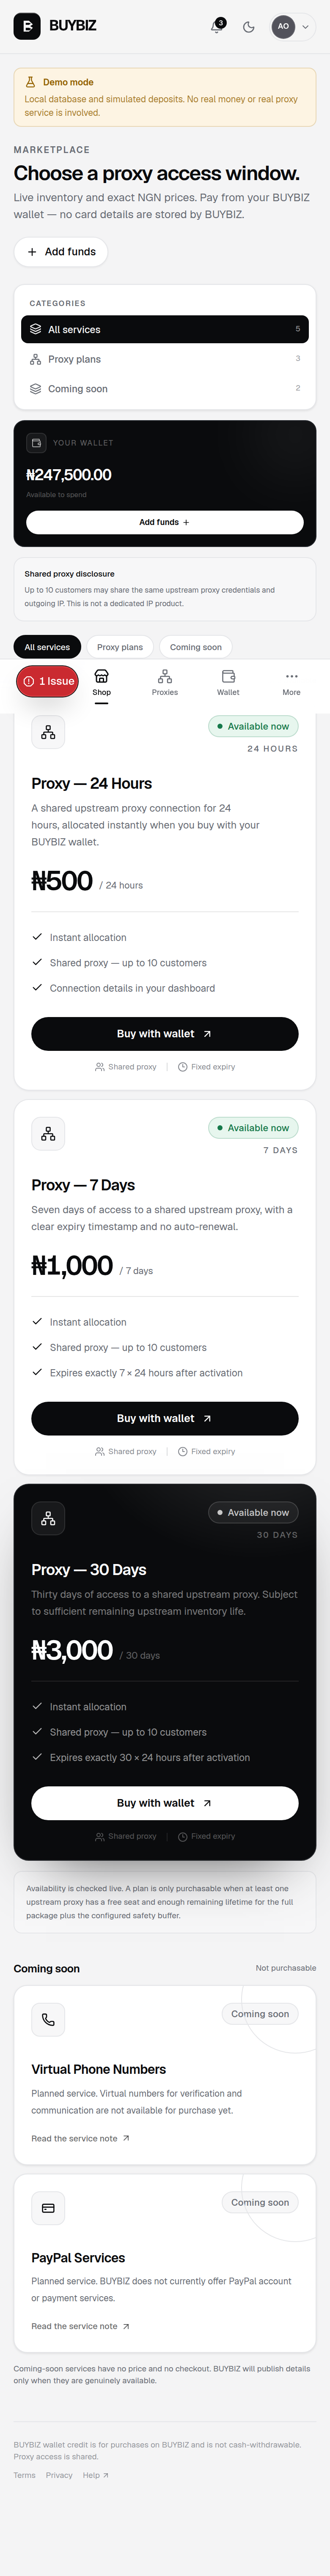 BUYBIZ
3
AO
Demo mode
Local database and simulated deposits. No real money or real proxy
service is involved.
MARKETPLACE
Choose a proxy access window.
Live inventory and exact NGN prices. Pay from your BUYBIZ
wallet — no card details are stored by BUYBIZ.
Add funds
CATEGORIES
All services 5
Proxy plans 3
Coming soon 2
YOUR WALLET
₦247,500.00
Available to spend
Add funds +
Shared proxy disclosure
Up to 10 customers may share the same upstream proxy credentials and
outgoing IP. This is not a dedicated IP product.
All services Proxy plans Coming soon
1 Issue Shop Proxies Wallet More
Available now
24 HOURS
Proxy — 24 Hours
A shared upstream proxy connection for 24
hours, allocated instantly when you buy with your
BUYBIZ wallet.
₦500 / 24 hours
Instant allocation
Shared proxy — up to 10 customers
Connection details in your dashboard
Buy with wallet
Shared proxy Fixed expiry
Available now
7 DAYS
Proxy — 7 Days
Seven days of access to a shared upstream proxy, with a
clear expiry timestamp and no auto-renewal.
₦1,000 / 7 days
Instant allocation
Shared proxy — up to 10 customers
Expires exactly 7 × 24 hours after activation
Buy with wallet
Shared proxy Fixed expiry
Available now
30 DAYS
Proxy — 30 Days
Thirty days of access to a shared upstream proxy. Subject
to sufficient remaining upstream inventory life.
₦3,000 / 30 days
Instant allocation
Shared proxy — up to 10 customers
Expires exactly 30 × 24 hours after activation
Buy with wallet
Shared proxy Fixed expiry
Availability is checked live. A plan is only purchasable when at least one
upstream proxy has a free seat and enough remaining lifetime for the full
package plus the configured safety buffer.
Coming soon Not purchasable
Coming soon
Virtual Phone Numbers
Planned service. Virtual numbers for verification and
communication are not available for purchase yet.
Read the service note
Coming soon
PayPal Services
Planned service. BUYBIZ does not currently offer PayPal account
or payment services.
Read the service note
Coming-soon services have no price and no checkout. BUYBIZ will publish details
only when they are genuinely available.
BUYBIZ wallet credit is for purchases on BUYBIZ and is not cash-withdrawable.
Proxy access is shared.
Terms Privacy Help